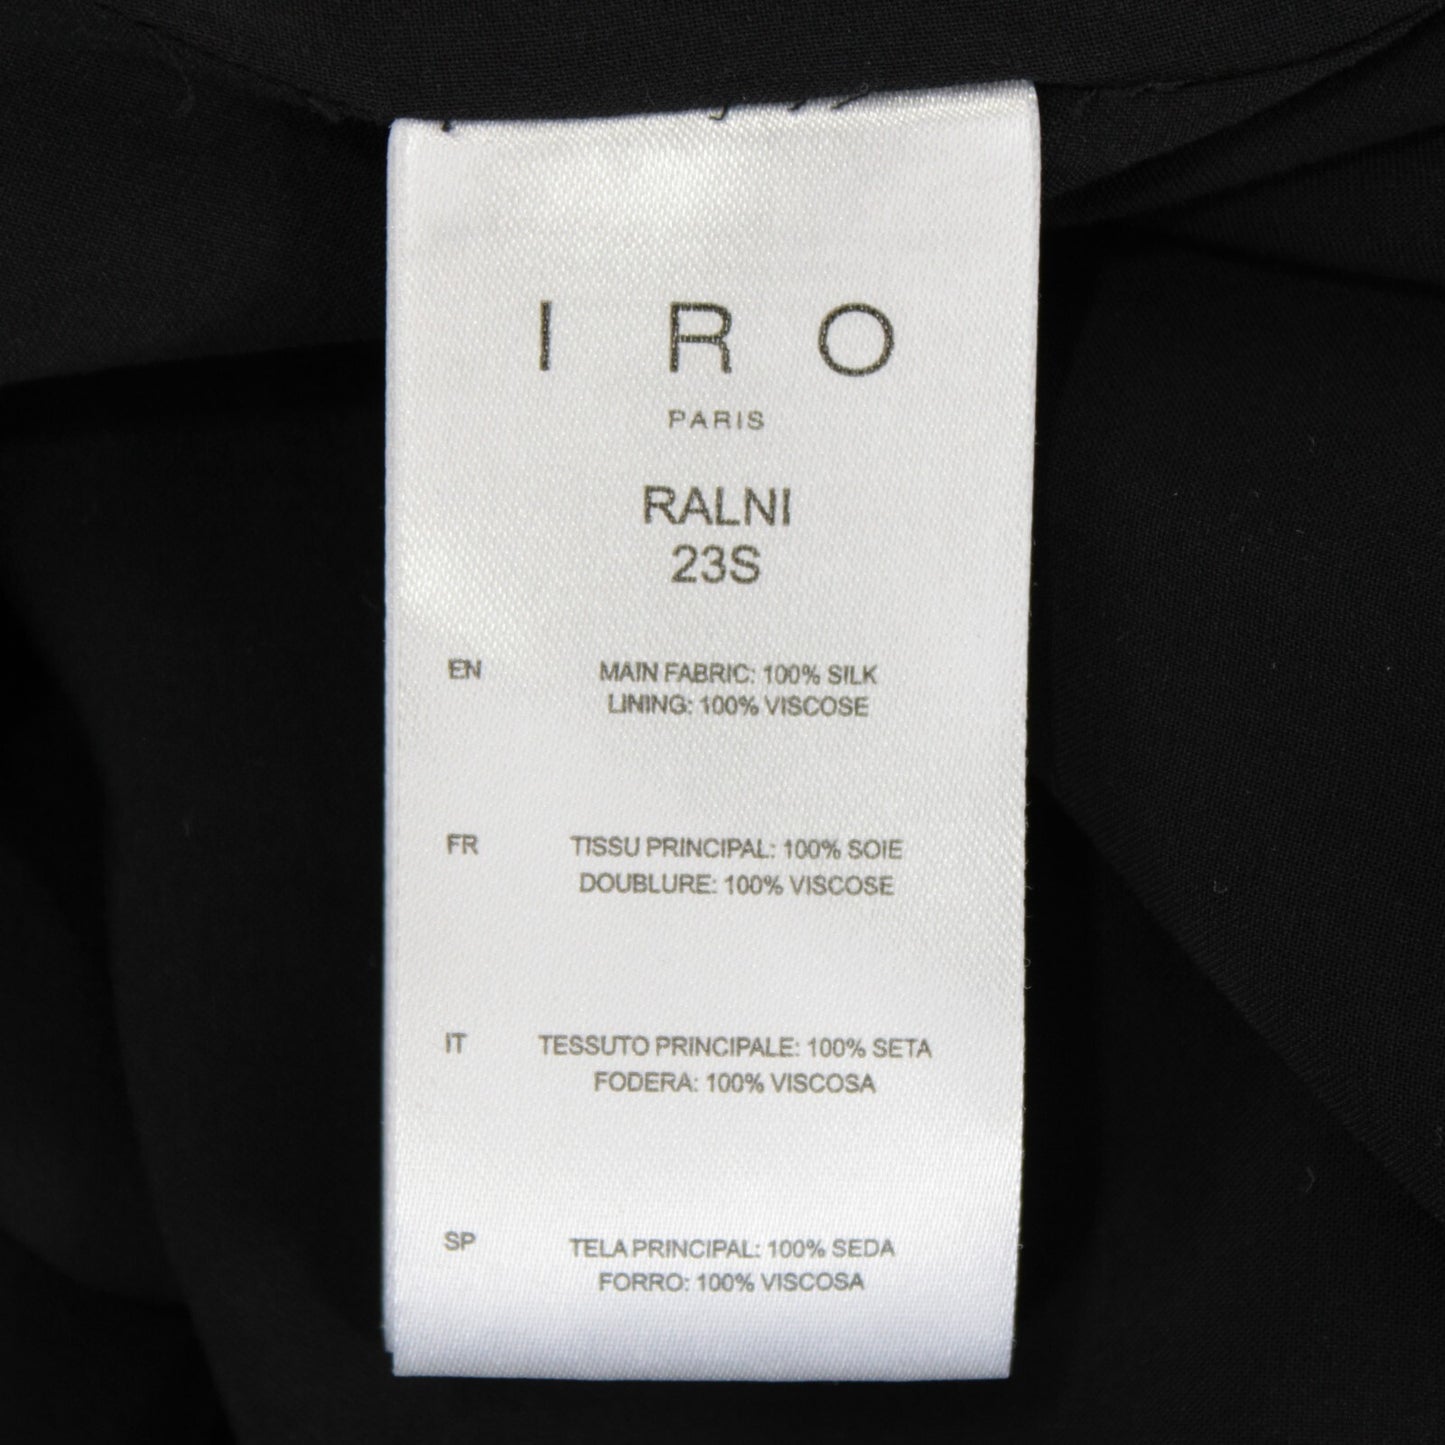 IRO
PARIS
RALNI
23S
EN MAIN FABRIC: 100% SILK
LINING: 100% VISCOSE
FR TISSU PRINCIPAL: 100% SOIE
DOUBLURE: 100% VISCOSE
IT TESSUTO PRINCIPALE: 100% SETA
FODERA: 100% VISCOSA
SP TELA PRINCIPAL: 100% SEDA
FORRO: 100% VISCOSA